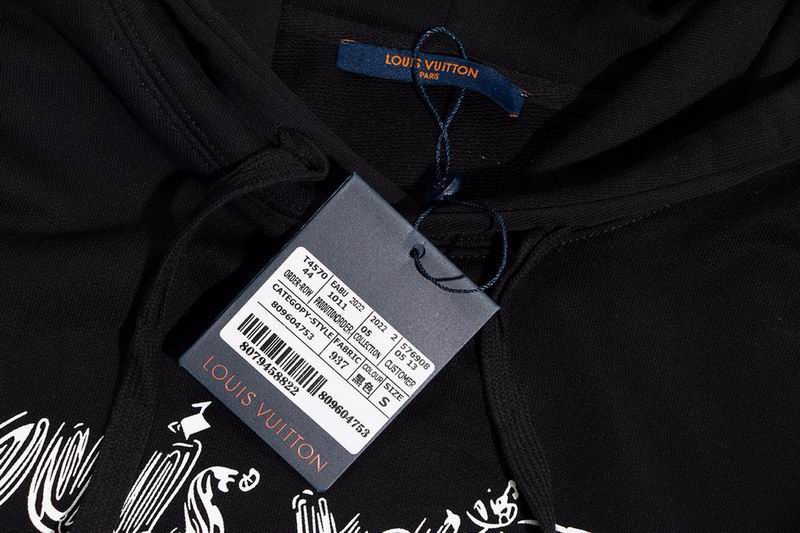 LOUIS VUITTON
PARIS
T4570 EABU 2022 2022 2 576908
44 1011 05 05 13
ORDER-ROW PRODUTIONORDER COLLECTION CUSTOMER
CATEGOPY-STYLE FABRIC COLOUR SIZE
809604753 937 黑色 S
8079458822 809604753
LOUIS VUITTON